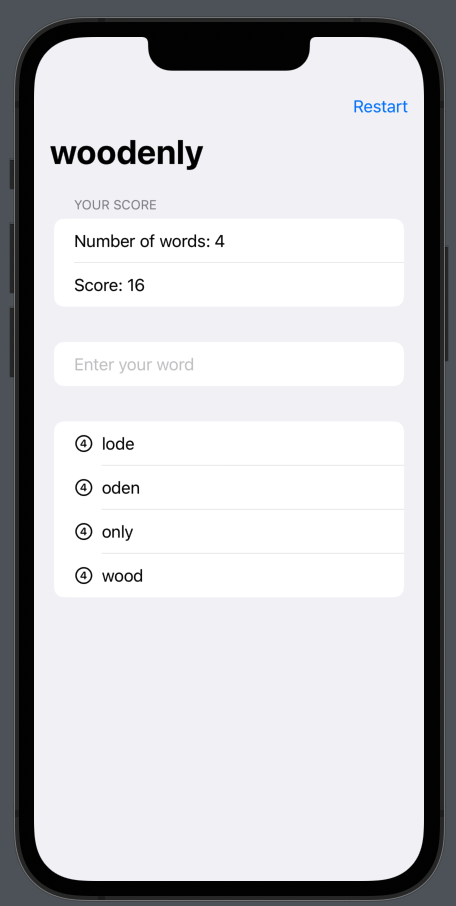 Restart
woodenly
YOUR SCORE
Number of words: 4
Score: 16
Enter your word
4 lode
4 oden
4 only
4 wood